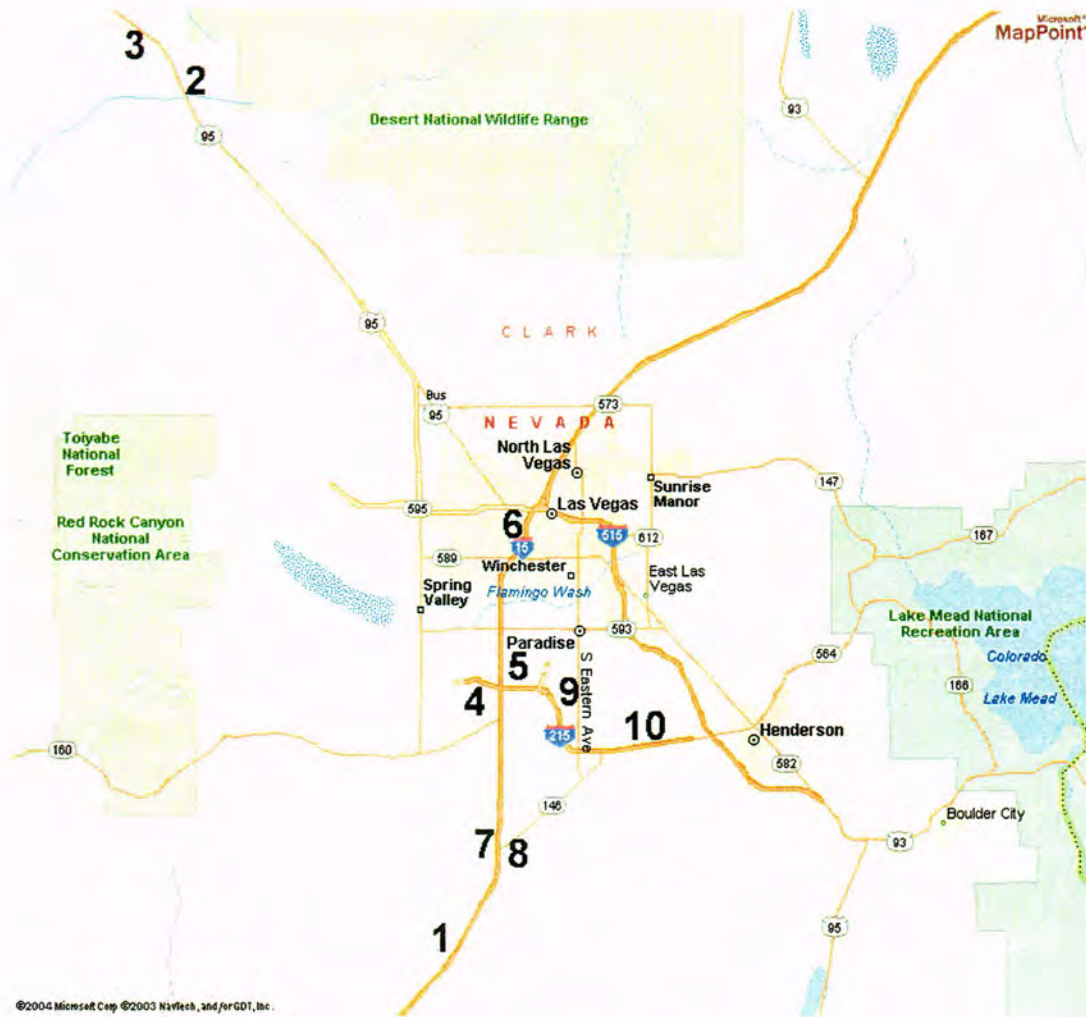 Microsoft
MapPoint
3
2
93
Desert National Wildlife Range
95
95
C L A R K
Bus
95
573
N E V A D A
Toiyabe
National
Forest
North Las
Vegas
Sunrise
Manor
147
595
Las Vegas
Red Rock Canyon
National
Conservation Area
6
15
515
612
167
589
Winchester
East Las
Vegas
Spring
Valley
Flamingo Wash
Lake Mead National
Recreation Area
Paradise
593
564
Colorado
5
S Eastern Ave
166
Lake Mead
4
9
10
215
Henderson
160
582
146
Boulder City
7
8
93
1
95
©2004 Microsoft Corp ©2003 NavTech, and/or GDT, Inc.